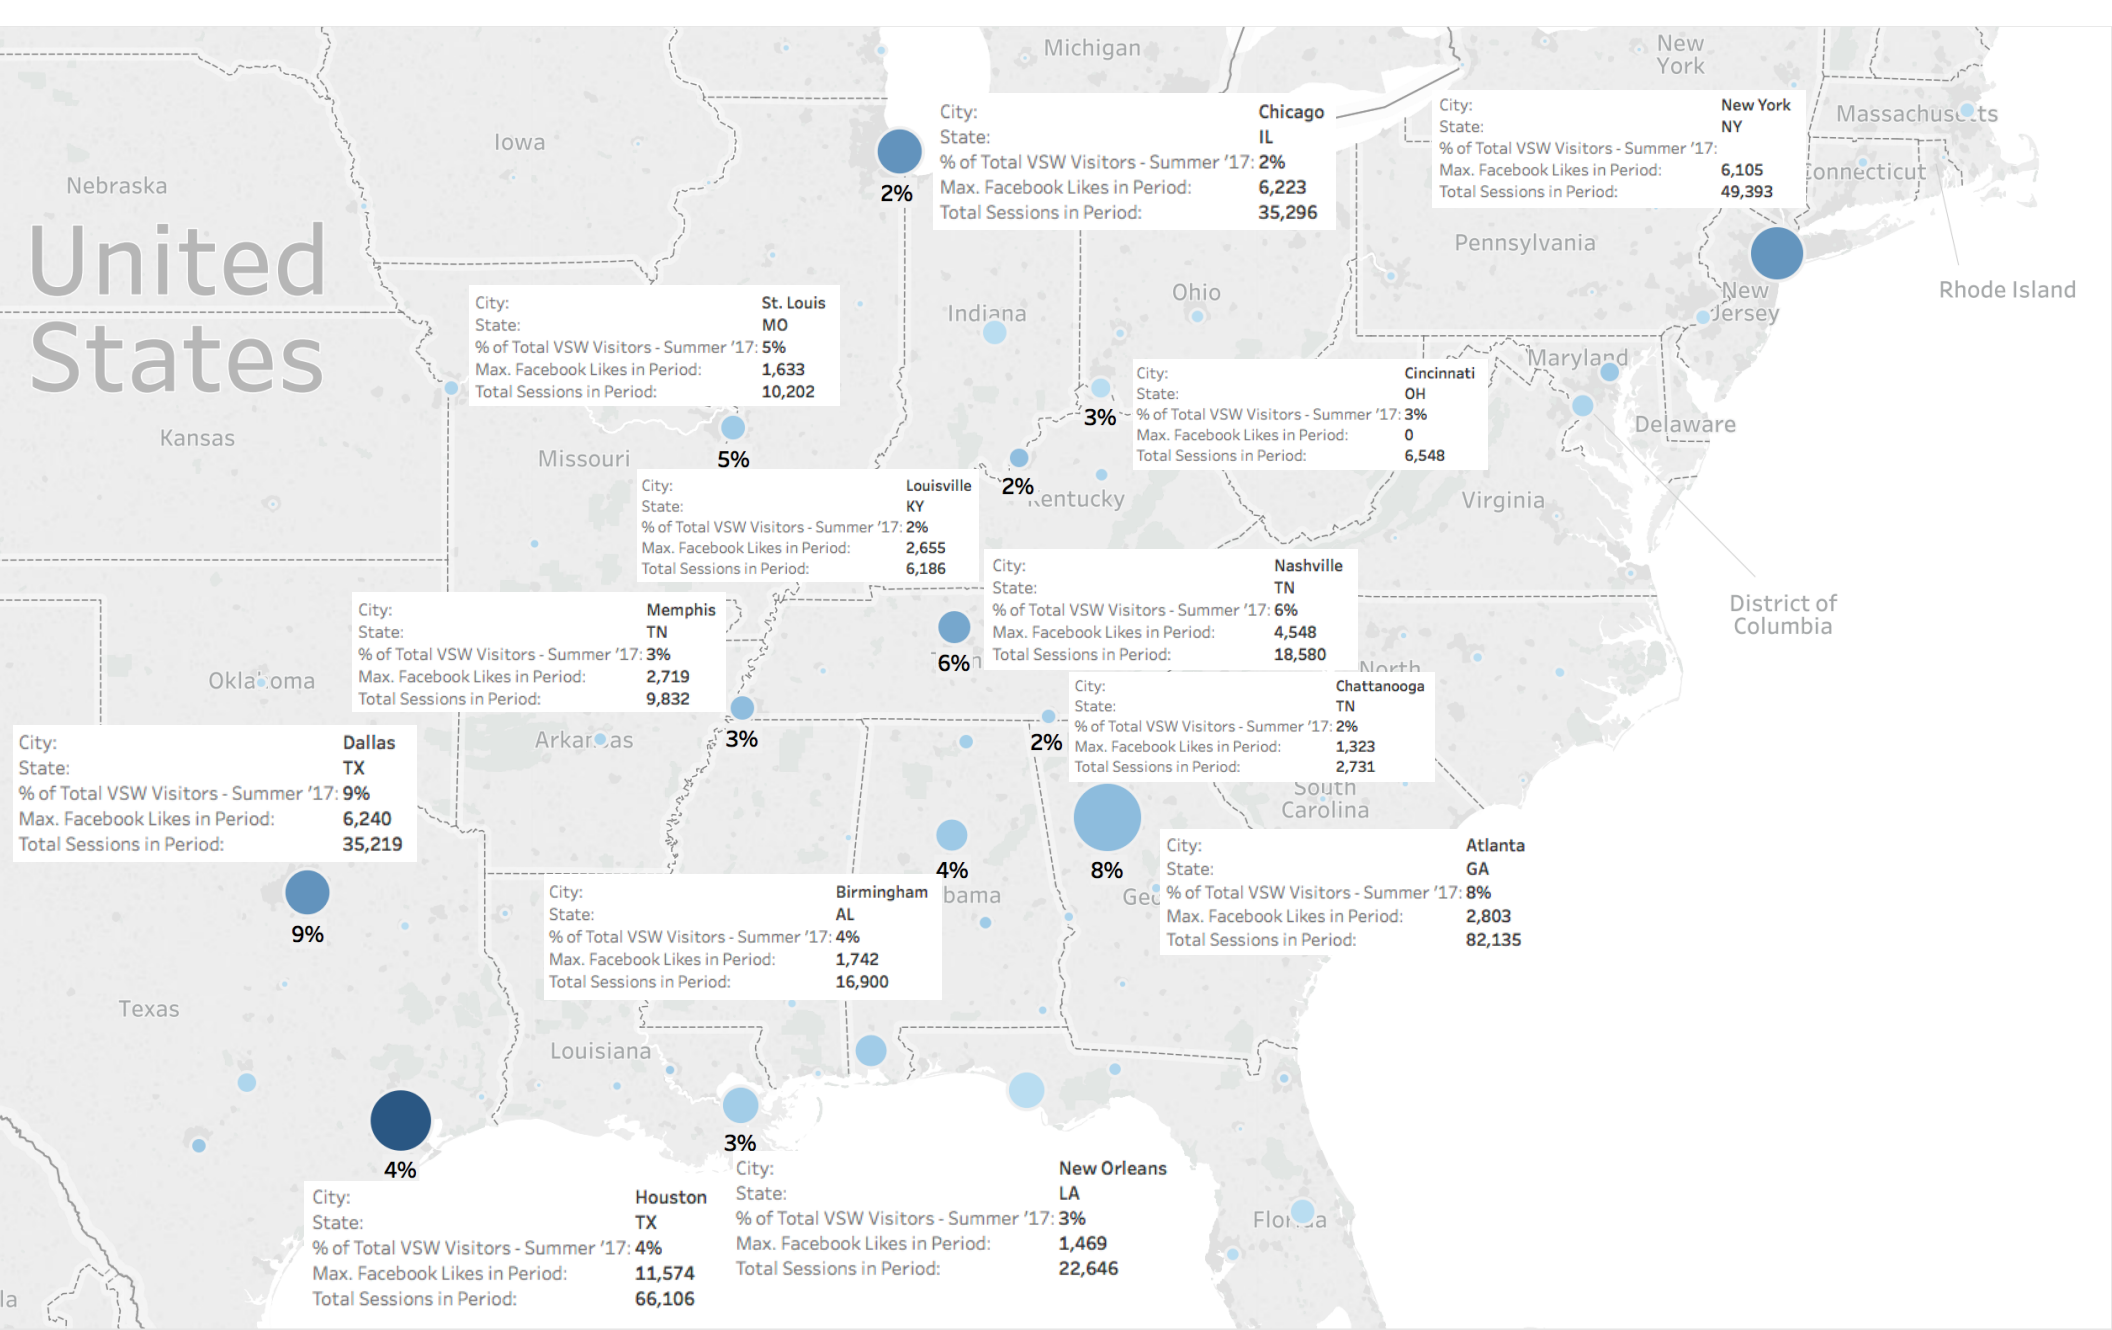 Michigan
New
York
City: Chicago
State: IL
% of Total VSW Visitors - Summer '17: 2%
Max. Facebook Likes in Period: 6,223
Total Sessions in Period: 35,296
City: New York
State: NY
% of Total VSW Visitors - Summer '17:
Max. Facebook Likes in Period: 6,105
Total Sessions in Period: 49,393
Massachusetts
Iowa
Nebraska
2%
Connecticut
United
States
Pennsylvania
Rhode Island
Ohio
New
Jersey
Indiana
City: St. Louis
State: MO
% of Total VSW Visitors - Summer '17: 5%
Max. Facebook Likes in Period: 1,633
Total Sessions in Period: 10,202
Maryland
City: Cincinnati
State: OH
% of Total VSW Visitors - Summer '17: 3%
Max. Facebook Likes in Period: 0
Total Sessions in Period: 6,548
3%
Delaware
Kansas
Missouri
5%
2%
Kentucky
Virginia
City: Louisville
State: KY
% of Total VSW Visitors - Summer '17: 2%
Max. Facebook Likes in Period: 2,655
Total Sessions in Period: 6,186
City: Nashville
State: TN
% of Total VSW Visitors - Summer '17: 6%
Max. Facebook Likes in Period: 4,548
Total Sessions in Period: 18,580
6%
District of
Columbia
City: Memphis
State: TN
% of Total VSW Visitors - Summer '17: 3%
Max. Facebook Likes in Period: 2,719
Total Sessions in Period: 9,832
3%
North
Oklahoma
City: Chattanooga
State: TN
% of Total VSW Visitors - Summer '17: 2%
Max. Facebook Likes in Period: 1,323
Total Sessions in Period: 2,731
2%
Arkansas
City: Dallas
State: TX
% of Total VSW Visitors - Summer '17: 9%
Max. Facebook Likes in Period: 6,240
Total Sessions in Period: 35,219
9%
South
Carolina
City: Atlanta
State: GA
% of Total VSW Visitors - Summer '17: 8%
Max. Facebook Likes in Period: 2,803
Total Sessions in Period: 82,135
8%
4%
bama
Geo
City: Birmingham
State: AL
% of Total VSW Visitors - Summer '17: 4%
Max. Facebook Likes in Period: 1,742
Total Sessions in Period: 16,900
Texas
Louisiana
3%
4%
City: New Orleans
State: LA
% of Total VSW Visitors - Summer '17: 3%
Max. Facebook Likes in Period: 1,469
Total Sessions in Period: 22,646
City: Houston
State: TX
% of Total VSW Visitors - Summer '17: 4%
Max. Facebook Likes in Period: 11,574
Total Sessions in Period: 66,106
Florida
la